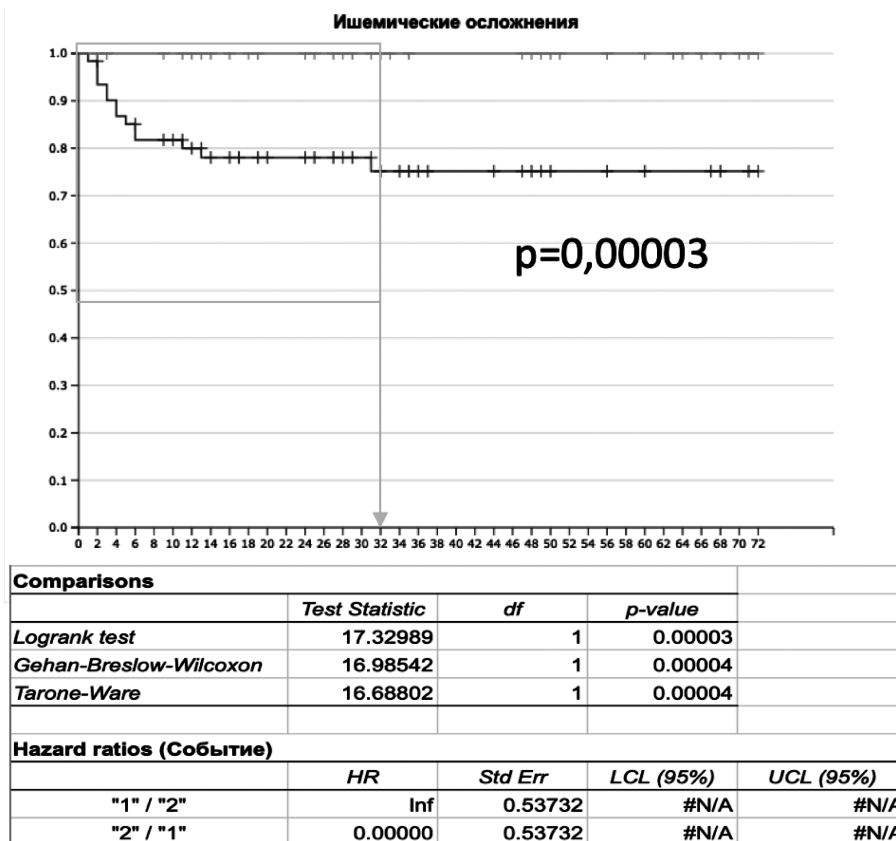 Ишемические осложнения
1.0
0.9
0.8
0.7
0.6
p=0,00003
0.5
0.4
0.3
0.2
0.1
0.0
0 2 4 6 8 10 12 14 16 18 20 22 24 26 28 30 32 34 36 38 40 42 44 46 48 50 52 54 56 58 60 62 64 66 68 70 72
Comparisons
Test Statistic df p-value
Logrank test 17.32989 1 0.00003
Gehan-Breslow-Wilcoxon 16.98542 1 0.00004
Tarone-Ware 16.68802 1 0.00004
Hazard ratios (Событие)
HR Std Err LCL (95%) UCL (95%)
"1" / "2" Inf 0.53732 #N/A #N/A
"2" / "1" 0.00000 0.53732 #N/A #N/A